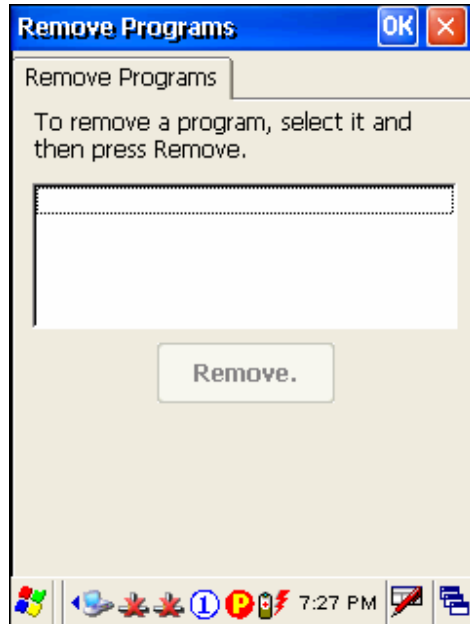 Remove Programs OK
Remove Programs
To remove a program, select it and
then press Remove.
Remove.
1 P 7:27 PM